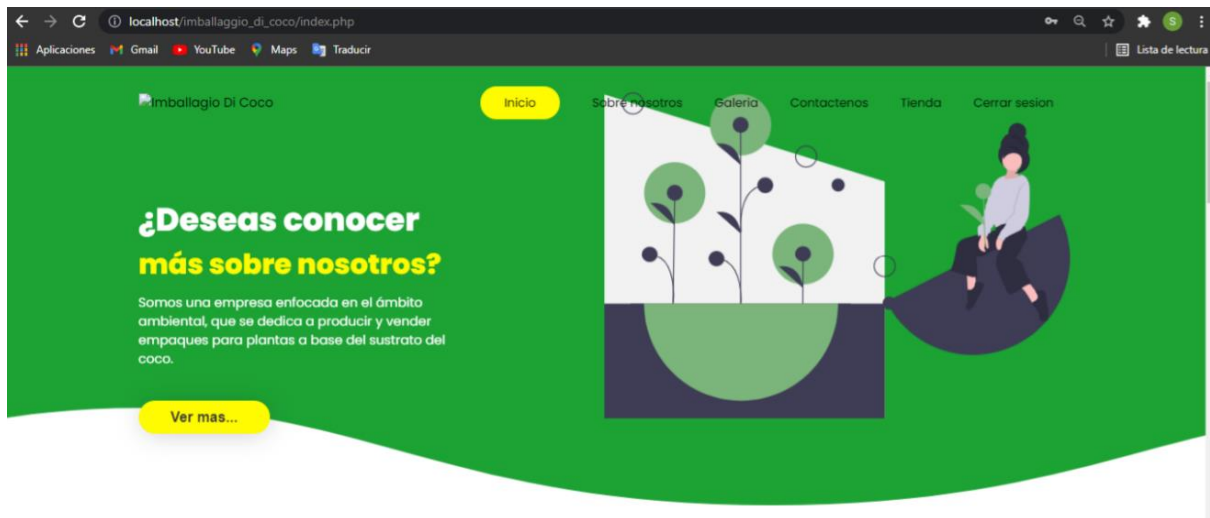 localhost/imballaggio_di_coco/index.php
S
Aplicaciones Gmail YouTube Maps Traducir Lista de lectura
Imballagio Di Coco Inicio Sobre nosotros Galeria Contactenos Tienda Cerrar sesion
¿Deseas conocer
más sobre nosotros?
Somos una empresa enfocada en el ámbito
ambiental, que se dedica a producir y vender
empaques para plantas a base del sustrato del
coco.
Ver mas...